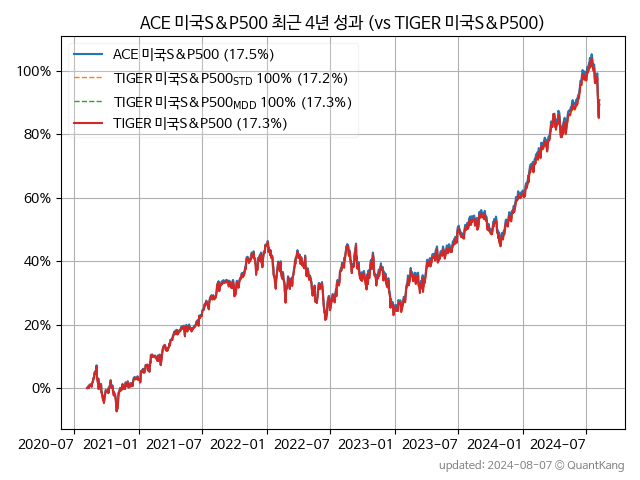 ACE 미국S&P500 최근 4년 성과 (vs TIGER 미국S&P500)
ACE 미국S&P500 (17.5%)
TIGER 미국S&P500STD 100% (17.2%)
TIGER 미국S&P500MDD 100% (17.3%)
TIGER 미국S&P500 (17.3%)
100%
80%
60%
40%
20%
0%
2020-07 2021-01 2021-07 2022-01 2022-07 2023-01 2023-07 2024-01 2024-07
updated: 2024-08-07 © QuantKang